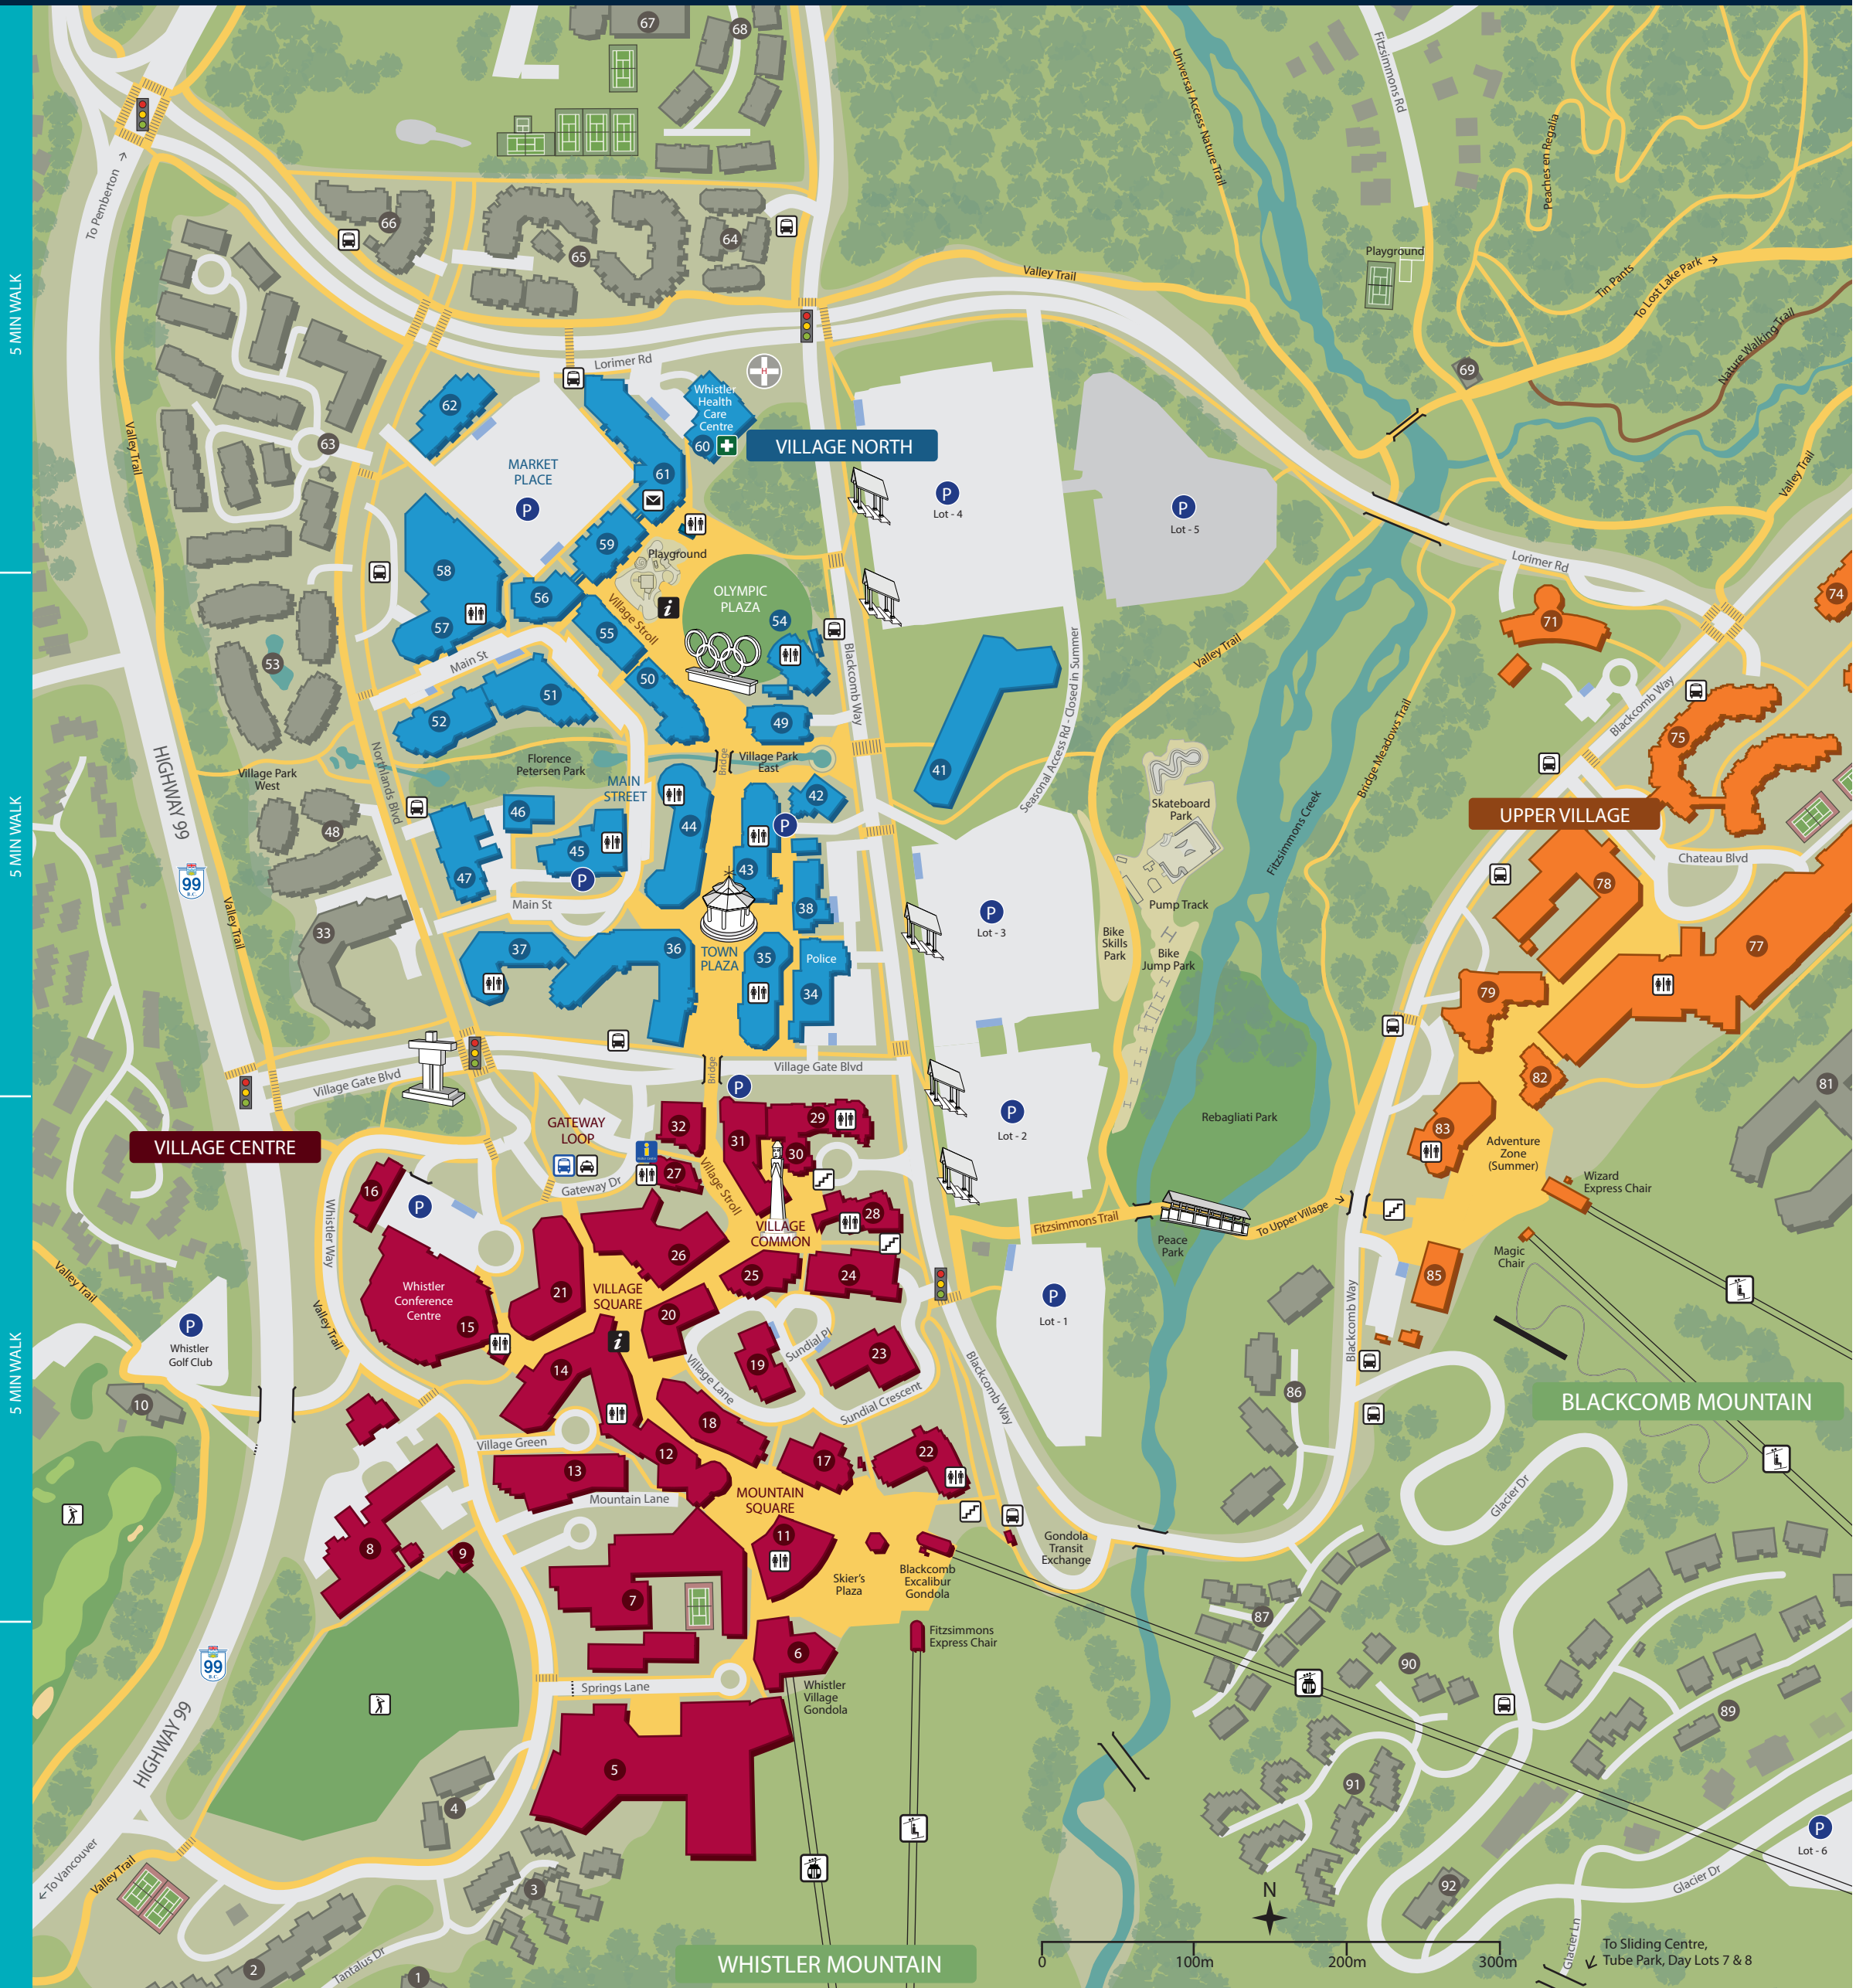 67
68
Fitzsimmons Rd
Universal Access Nature Trail
Peaches en Regalia
To Pemberton →
5 MIN WALK
66
65
64
Playground
Valley Trail
Tin Pants
To Lost Lake Park →
Nature Walking Trail
Lorimer Rd
H
69
62
Whistler
Health
Care
Centre
60
VILLAGE NORTH
Valley Trail
63
MARKET
PLACE
P
61
P
Lot - 4
P
Lot - 5
Valley Trail
59
Playground
58
56
i
OLYMPIC
PLAZA
Lorimer Rd
74
57
55
Village Stroll
54
71
53
Main St
50
Blackcomb Way
Valley Trail
52
51
49
Blackcomb Way
75
HIGHWAY 99
Northlands Blvd
Village Park
West
Florence
Petersen Park
Bridge
Village Park
East
41
Seasonal Access Rd - Closed in Summer
Bridge Meadows Trail
MAIN
STREET
42
Skateboard
Park
UPPER VILLAGE
5 MIN WALK
48
46
44
P
Fitzsimmons Creek
Chateau Blvd
99
B.C.
47
45
P
43
78
Valley Trail
Main St
38
P
Lot - 3
Pump Track
33
37
36
TOWN
PLAZA
35
Police
Bike
Skills
Park
Bike
Jump Park
77
34
79
Village Gate Blvd
Bridge
Village Gate Blvd
P
82
81
VILLAGE CENTRE
GATEWAY
LOOP
32
31
29
30
P
Lot - 2
Rebagliati Park
83
Adventure
Zone
(Summer)
i
27
Gateway Dr
Village Stroll
16
P
Wizard
Express Chair
28
VILLAGE
COMMON
Fitzsimmons Trail
To Upper Village →
Peace
Park
Magic
Chair
Whistler Way
26
Valley Trail
Whistler
Conference
Centre
15
21
VILLAGE
SQUARE
25
24
85
P
Lot - 1
P
Whistler
Golf Club
Valley Trail
20
i
Sundial Pl
Blackcomb Way
5 MIN WALK
14
19
23
Village Lane
Sundial Crescent
Blackcomb Way
86
BLACKCOMB MOUNTAIN
10
18
Village Green
12
17
22
13
Mountain Lane
MOUNTAIN
SQUARE
Glacier Dr
8
9
11
Gondola
Transit
Exchange
Skier's
Plaza
Blackcomb
Excalibur
Gondola
7
87
99
B.C.
6
Fitzsimmons
Express Chair
90
Springs Lane
Whistler
Village
Gondola
89
HIGHWAY 99
5
91
4
P
Lot - 6
← To Vancouver
Valley Trail
3
92
Glacier Dr
N
Glacier Ln
WHISTLER MOUNTAIN
0
100m
200m
300m
To Sliding Centre,
Tube Park, Day Lots 7 & 8
2
Tantalus Dr
1